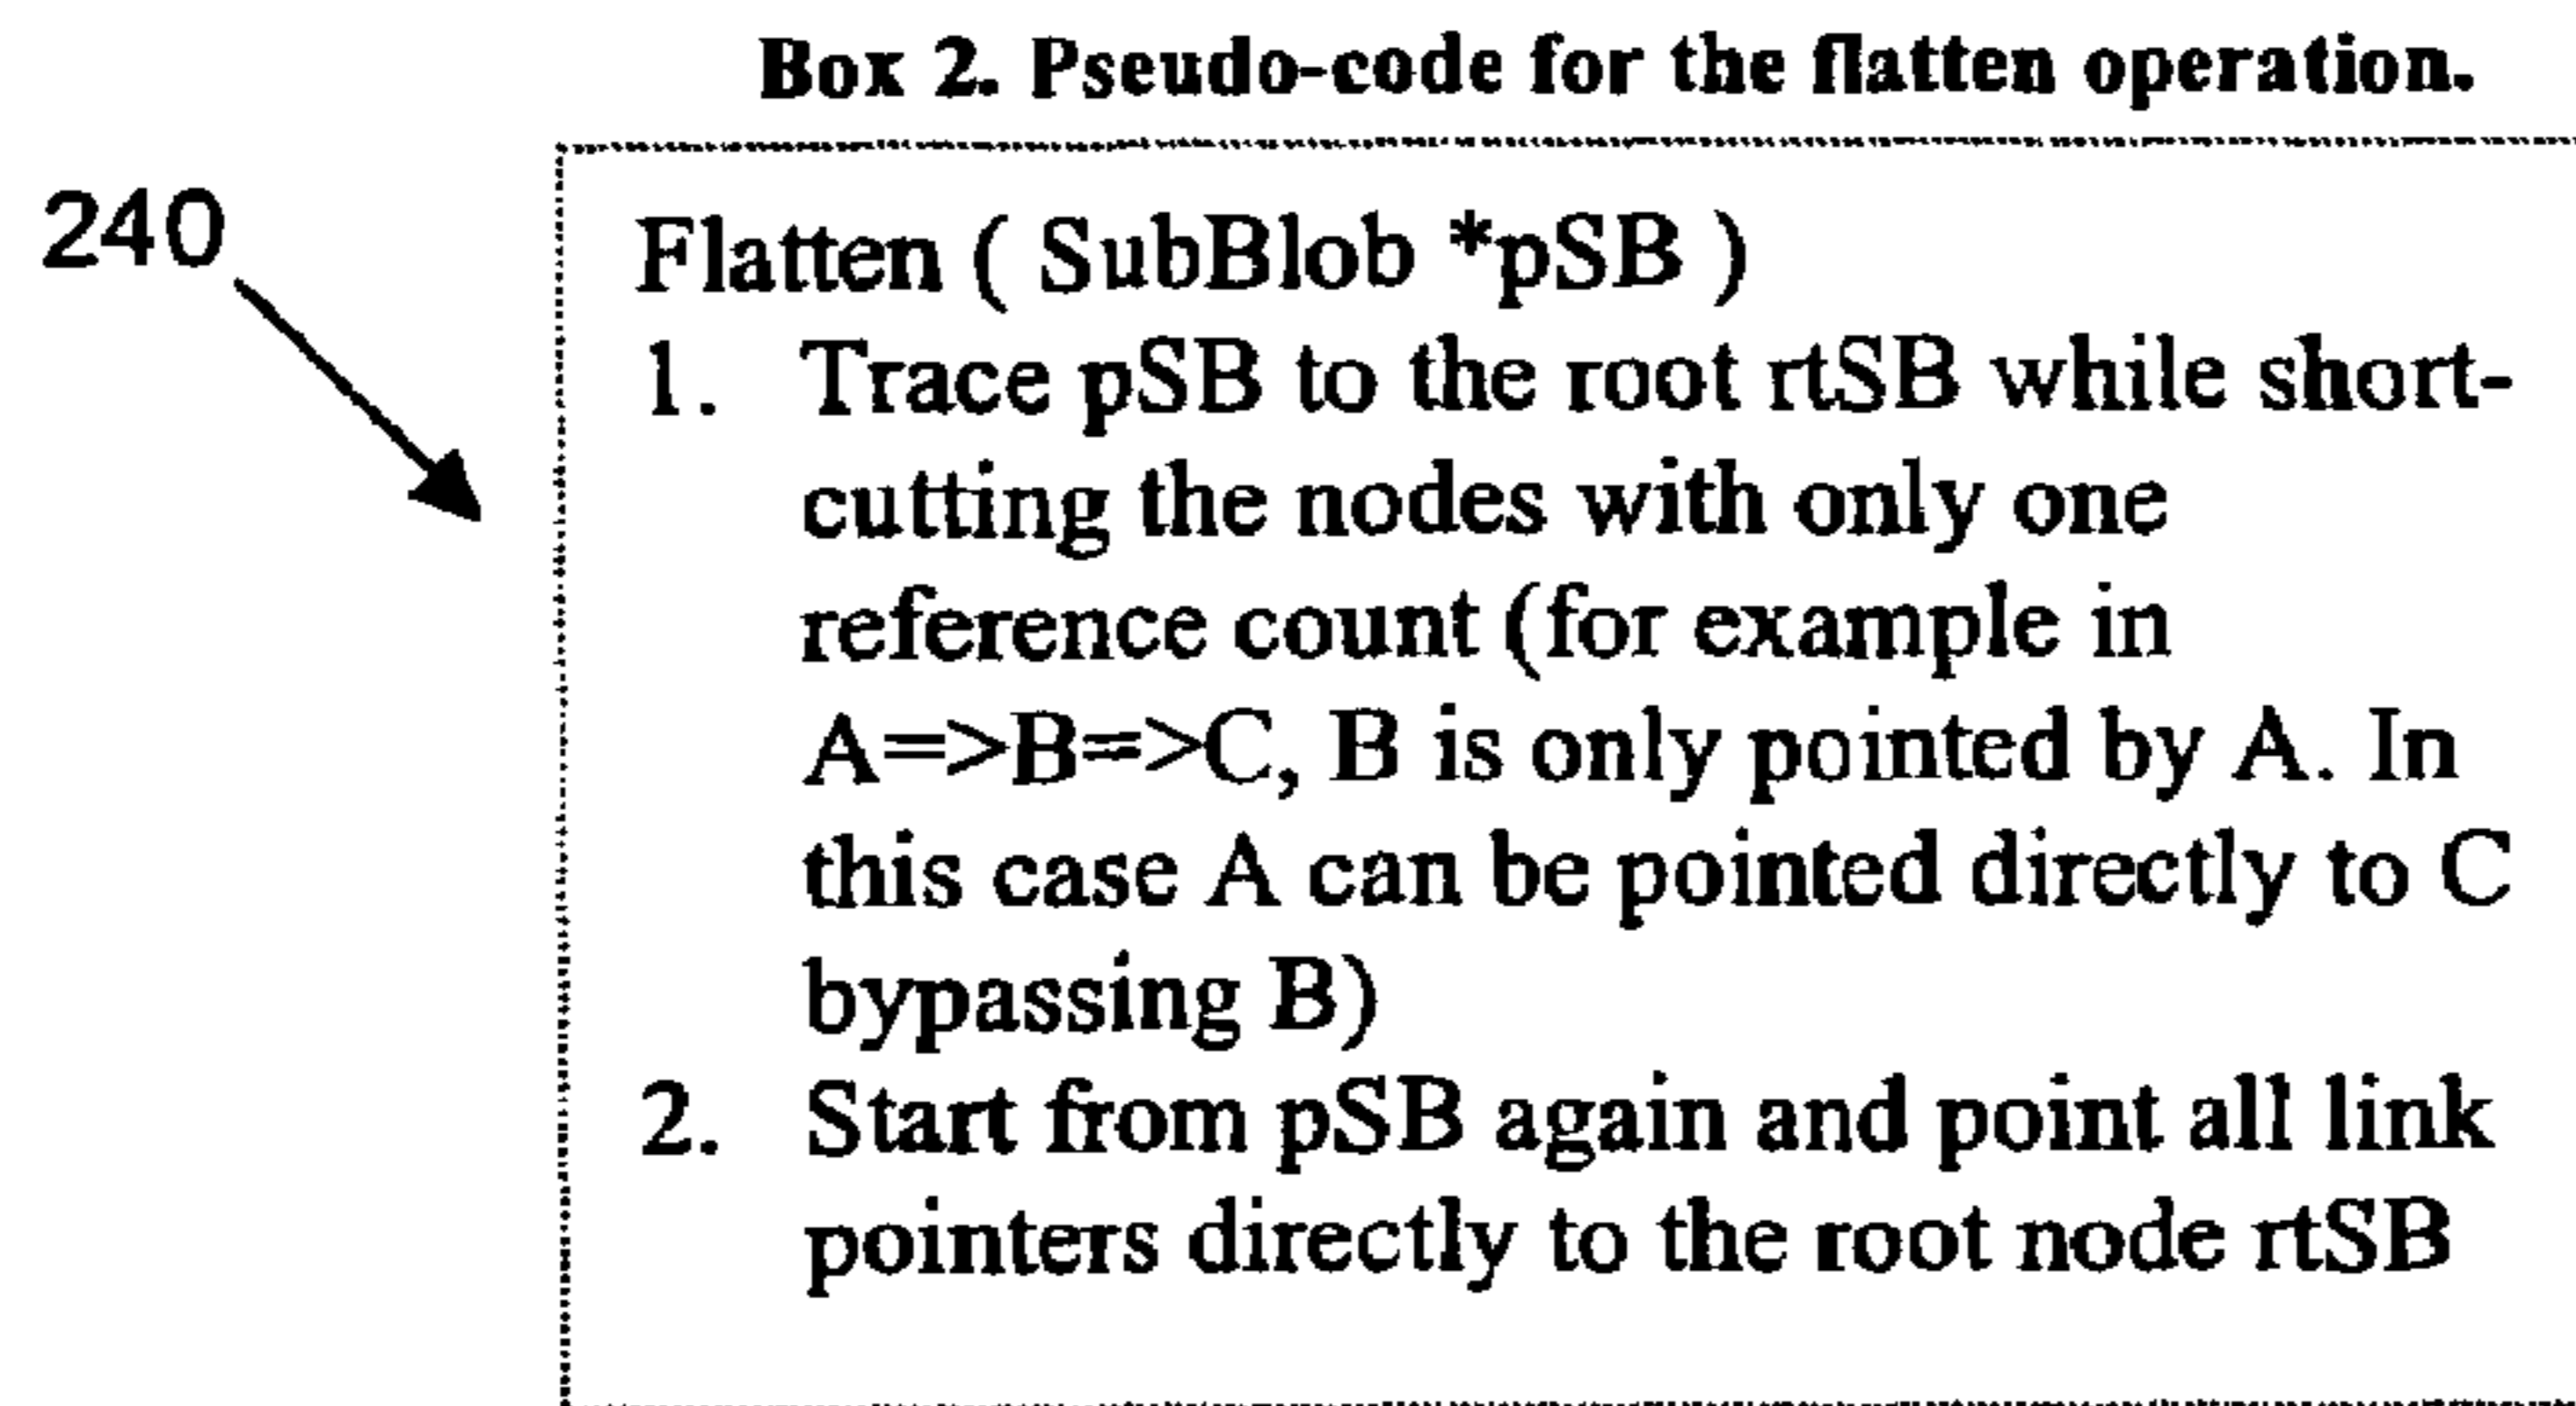 Box 2. Pseudo-code for the flatten operation.
240
Flatten ( SubBlob *pSB )
1. Trace pSB to the root rtSB while short-
cutting the nodes with only one
reference count (for example in
A=>B=>C, B is only pointed by A. In
this case A can be pointed directly to C
bypassing B)
2. Start from pSB again and point all link
pointers directly to the root node rtSB